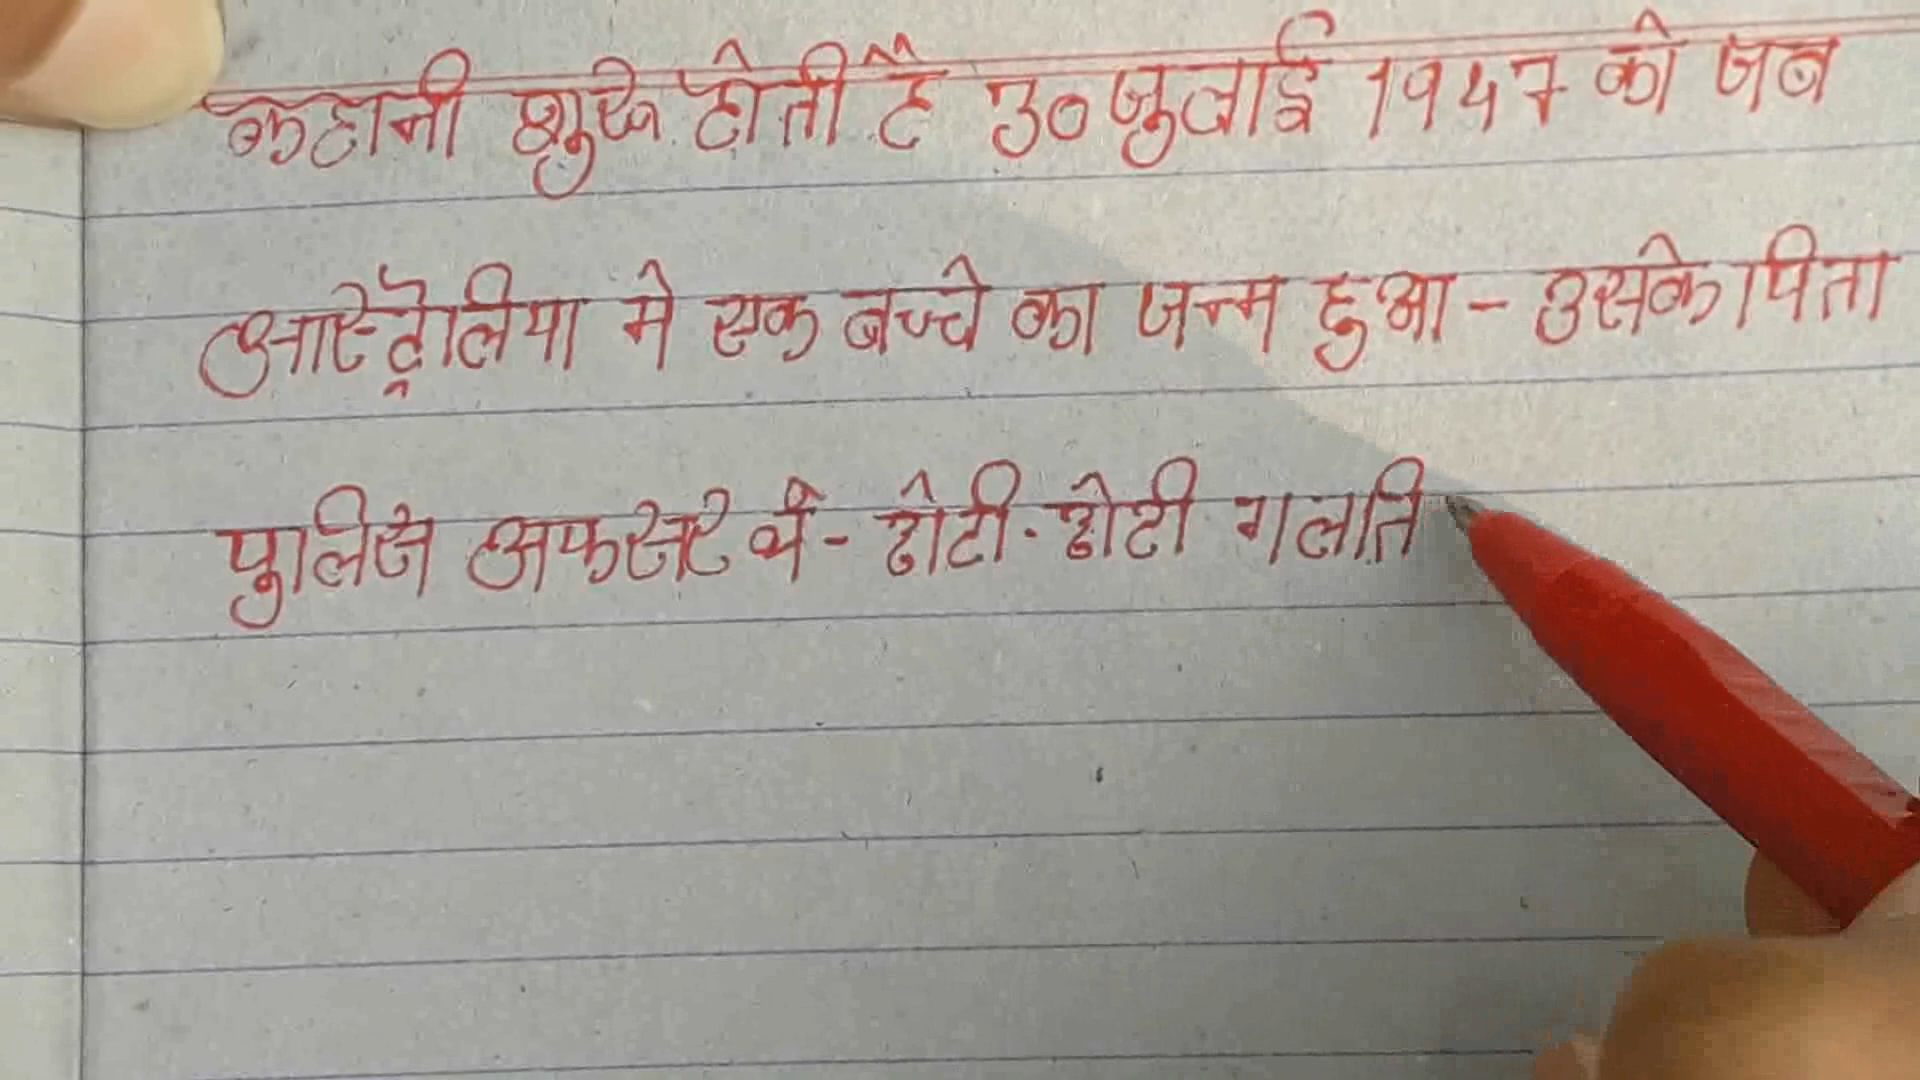 कहानी शुरू होती है 30 जुलाई 1947 को जब
आस्ट्रेलिया मे एक बच्चे का जन्म हुआ - उसके पिता
पुलिस अफसर थे - छोटी-छोटी गलति